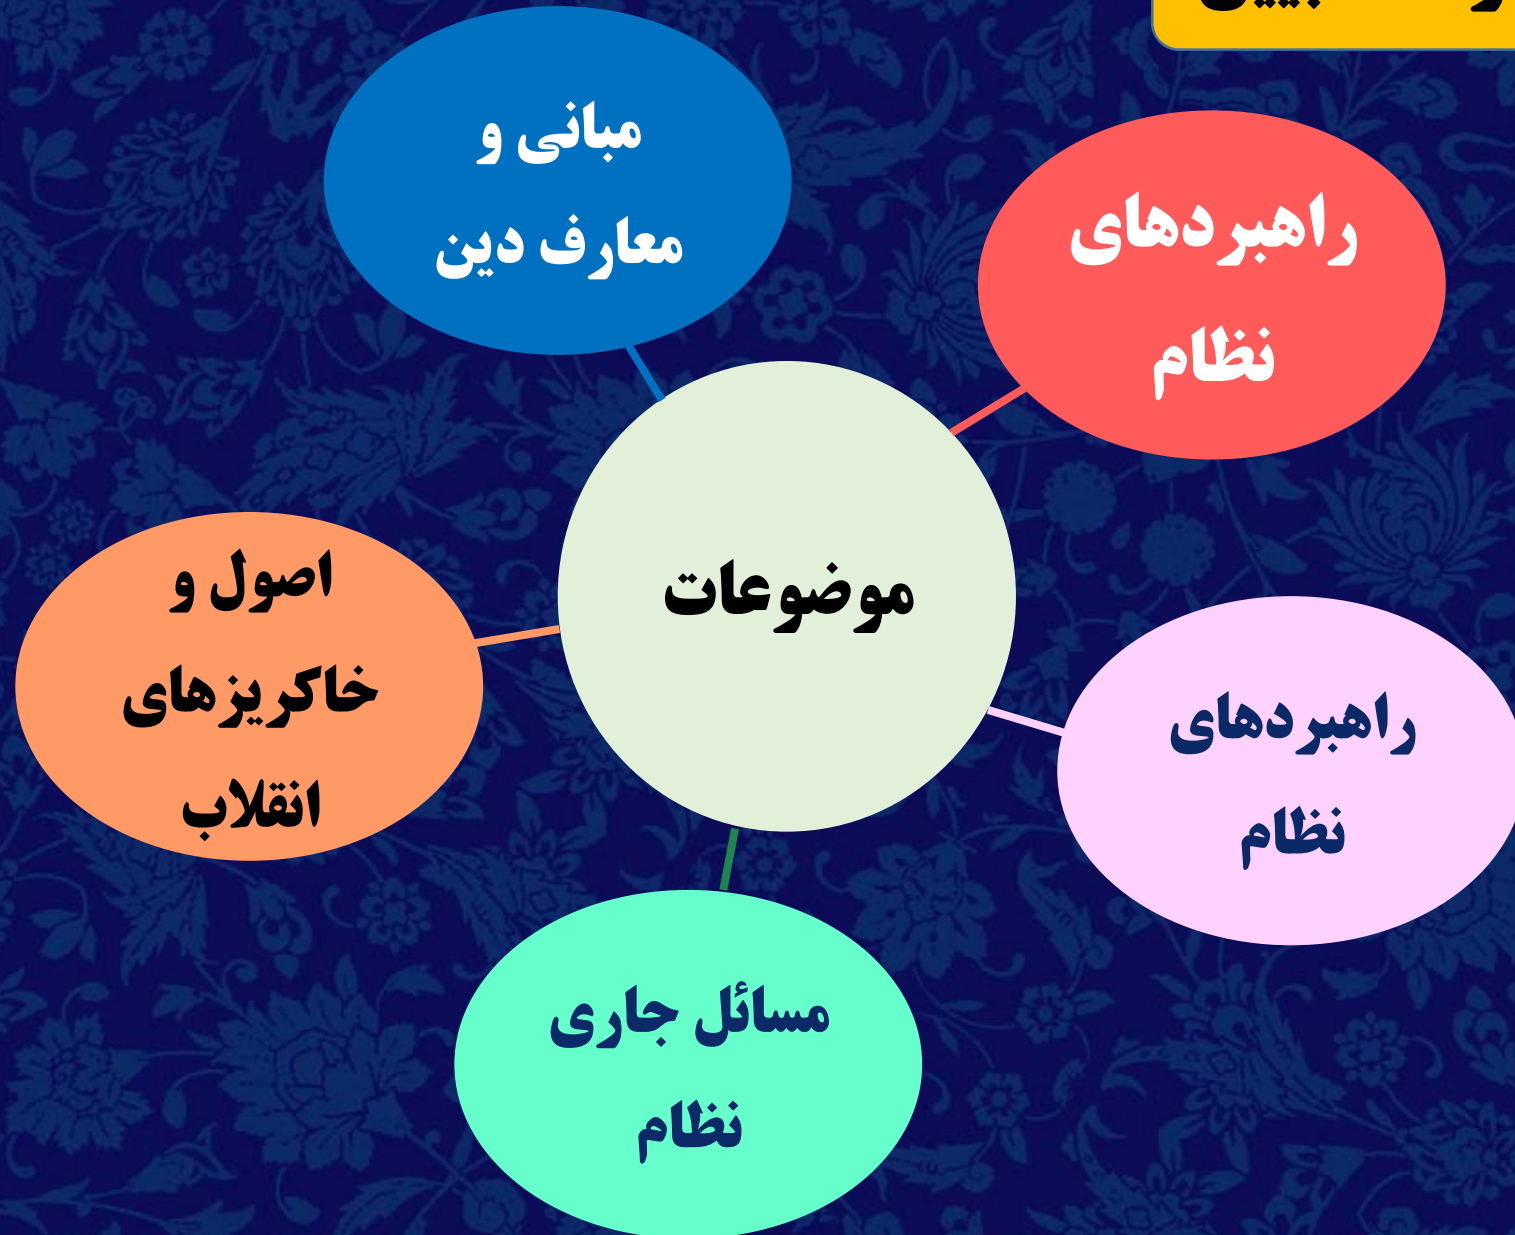 مبانی و
معارف دین
راهبردهای
نظام
موضوعات
اصول و
خاکریزهای
انقلاب
راهبردهای
نظام
مسائل جاری
نظام